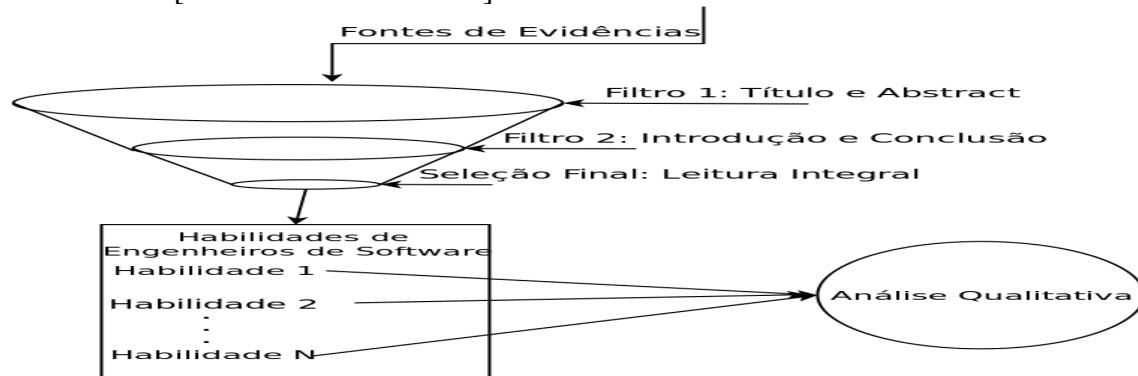 Fontes de Evidências
Filtro 1: Título e Abstract
Filtro 2: Introdução e Conclusão
Seleção Final: Leitura Integral
Habilidades de
Engenheiros de Software
Habilidade 1
Habilidade 2
Habilidade N
Análise Qualitativa